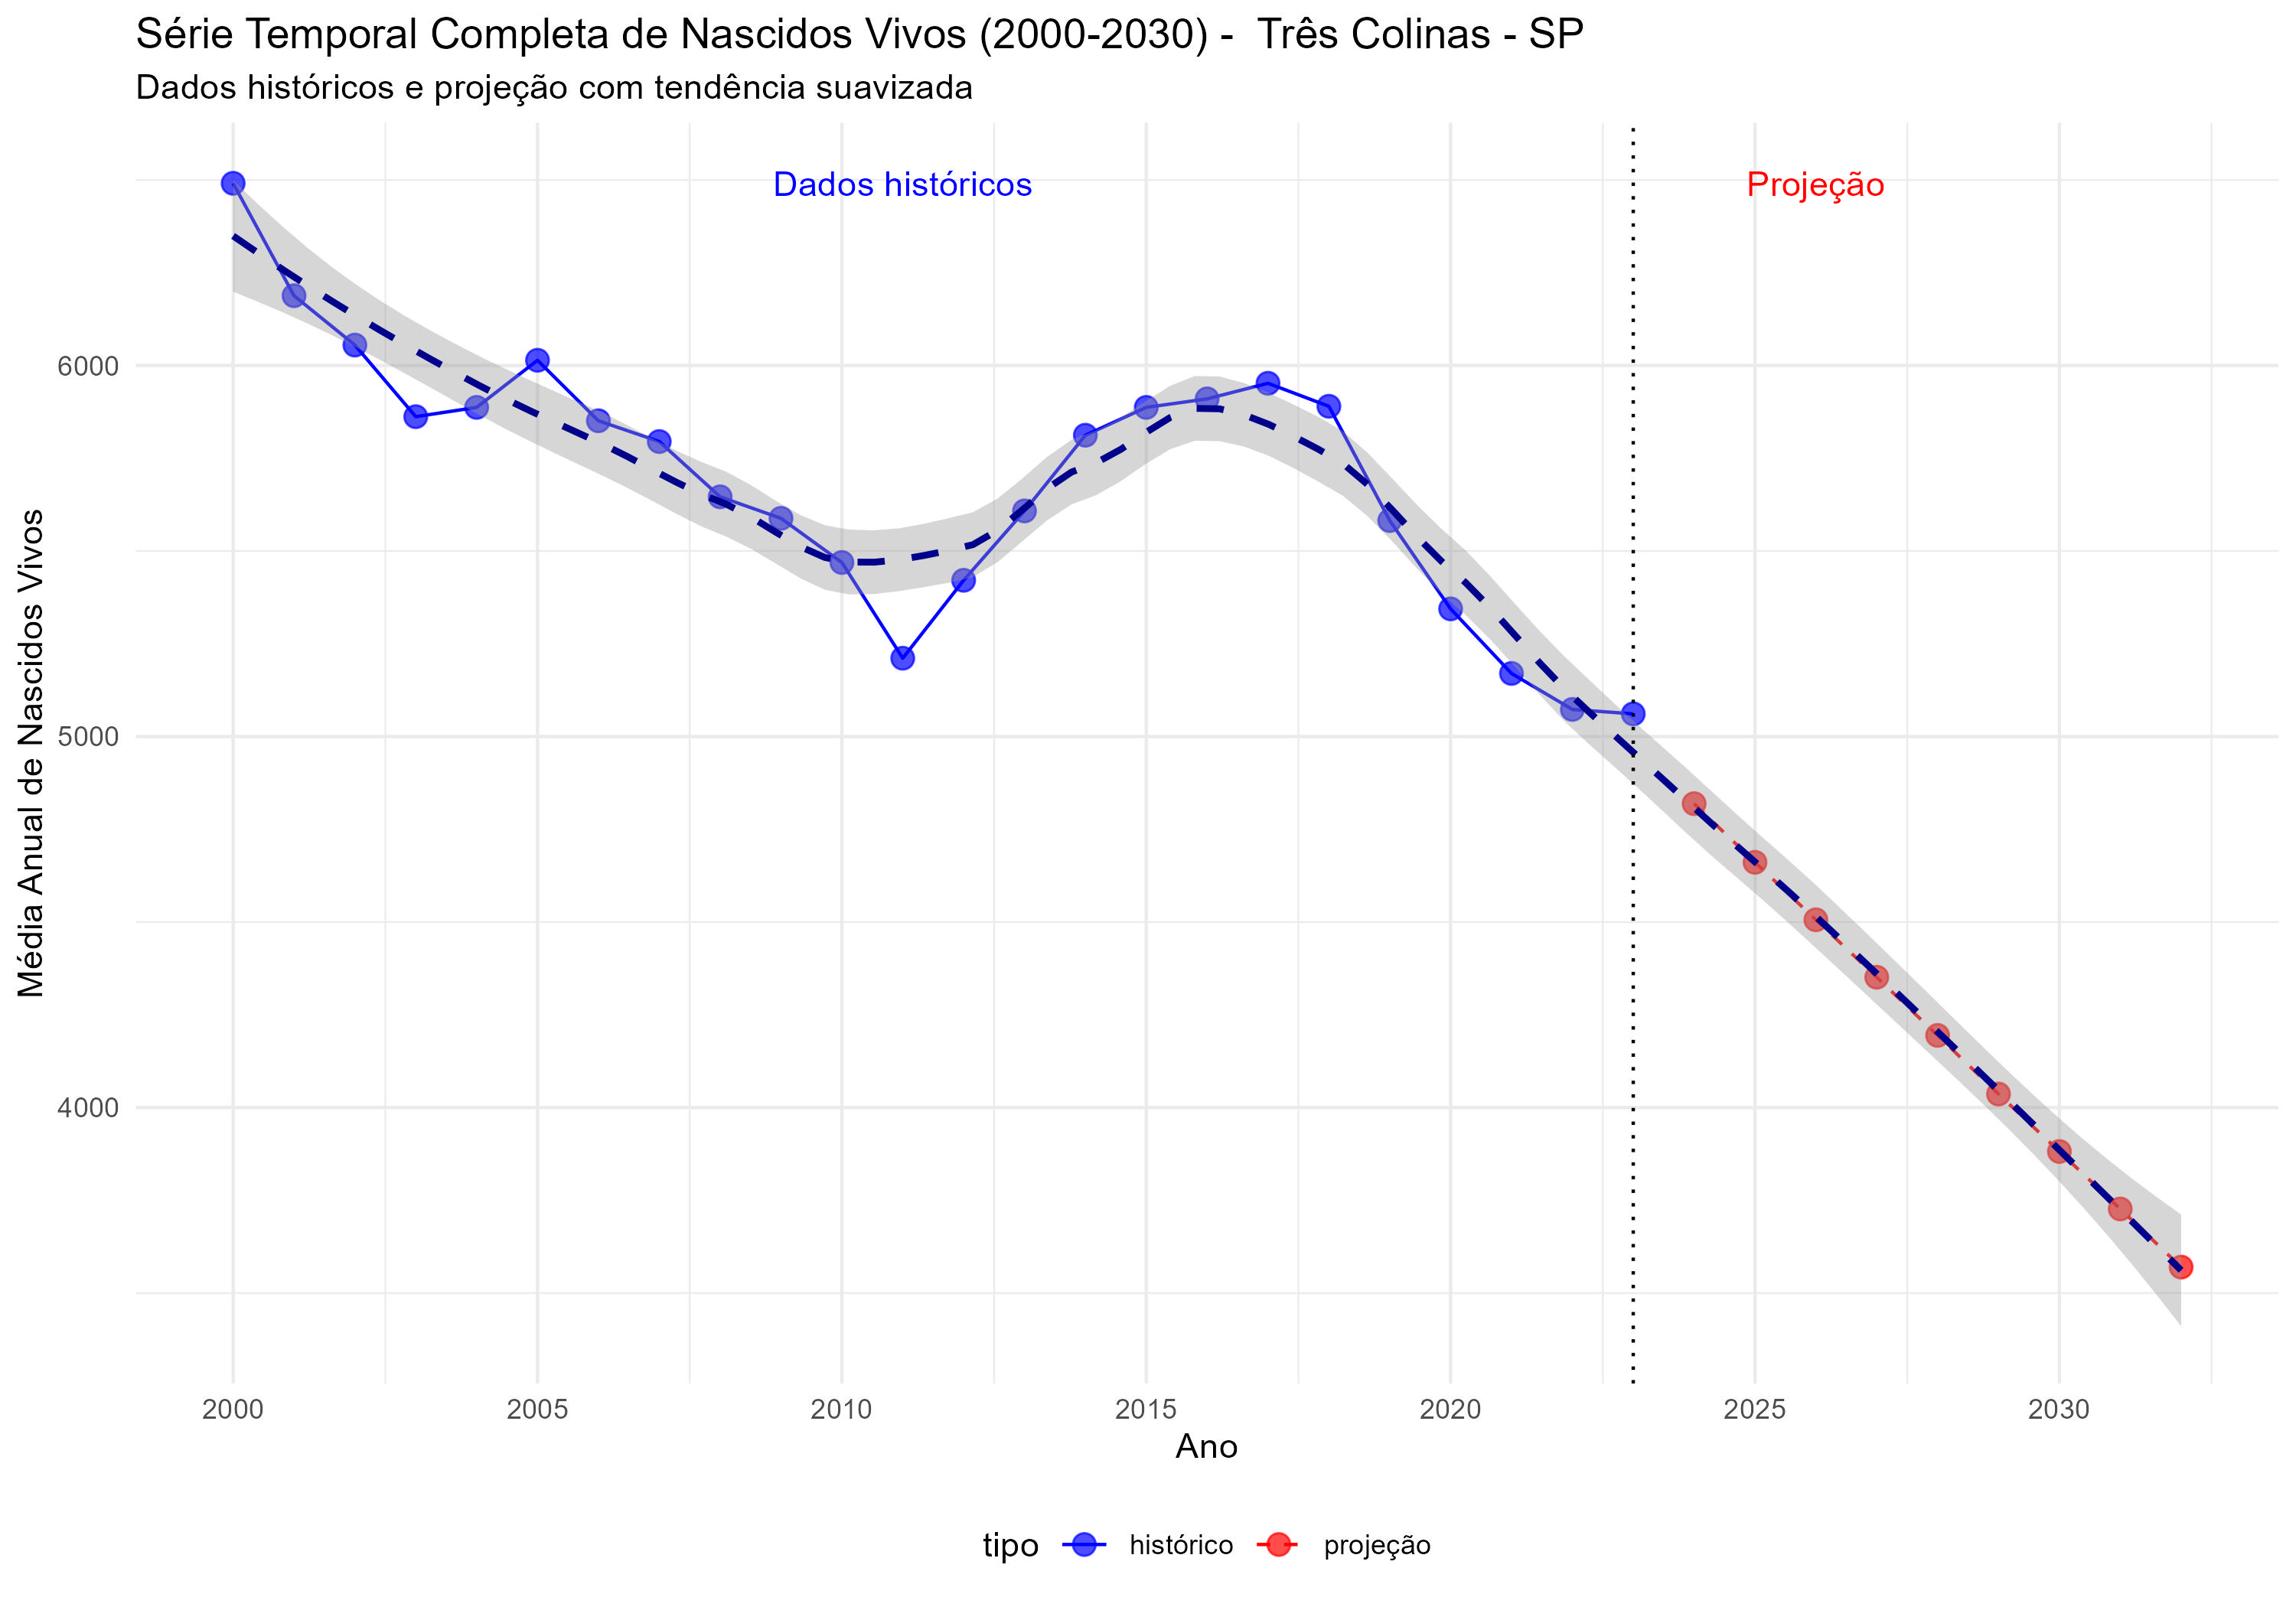 Série Temporal Completa de Nascidos Vivos (2000-2030) -  Três Colinas - SP
Dados históricos e projeção com tendência suavizada
Dados históricos
Projeção
Média Anual de Nascidos Vivos
6000
5000
4000
2000 2005 2010 2015 2020 2025 2030
Ano
tipo histórico projeção